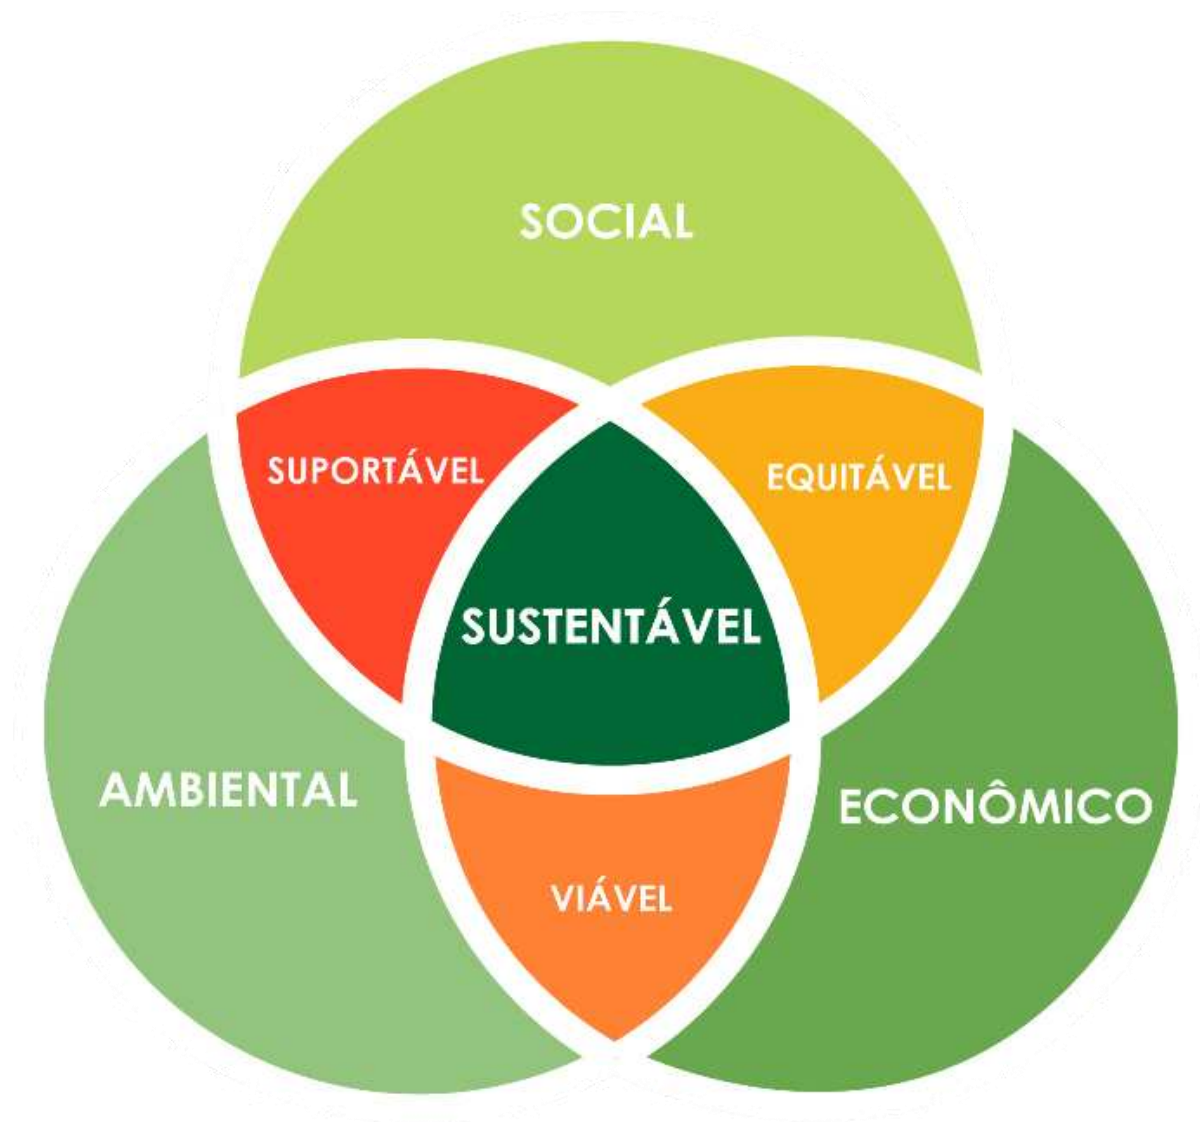 SOCIAL
SUPORTÁVEL
EQUITÁVEL
SUSTENTÁVEL
AMBIENTAL
ECONÔMICO
VIÁVEL